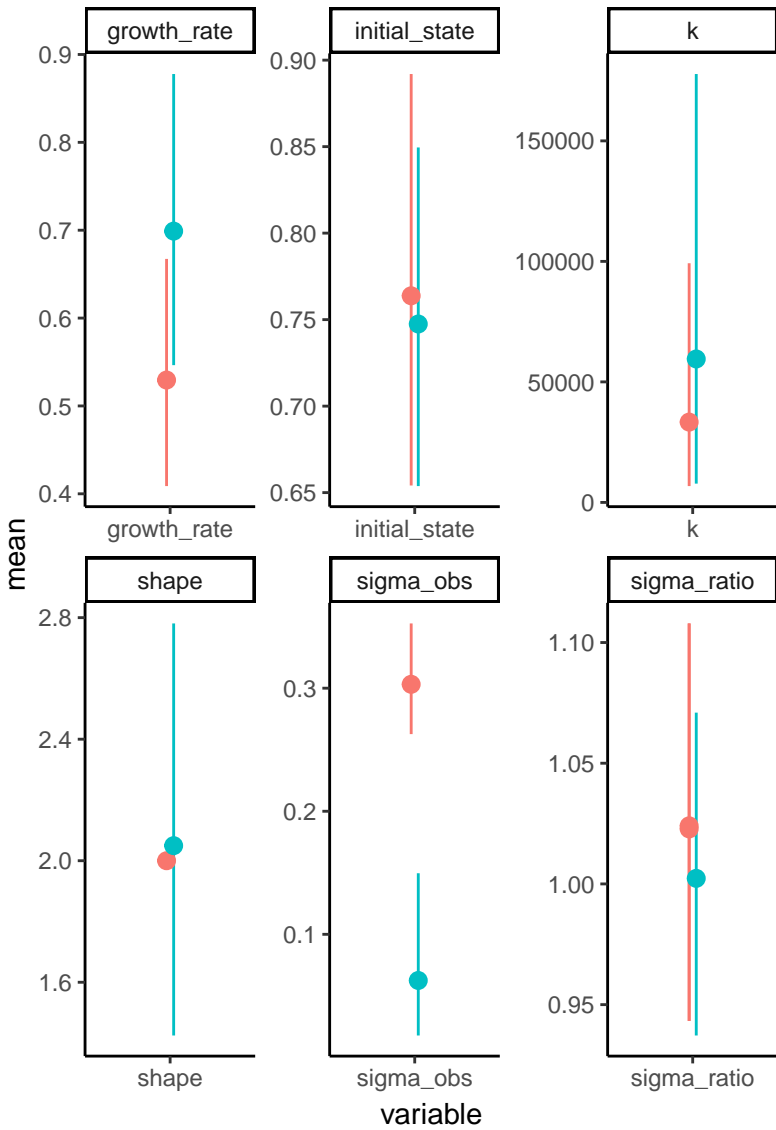 growth_rate
initial_state
k
0.9
0.8
0.7
0.6
0.5
0.4
0.90
0.85
0.80
0.75
0.70
0.65
150000
100000
50000
0
growth_rate
initial_state
k
mean
shape
sigma_obs
sigma_ratio
2.8
2.4
2.0
1.6
0.3
0.2
0.1
1.10
1.05
1.00
0.95
shape
sigma_obs
sigma_ratio
variable